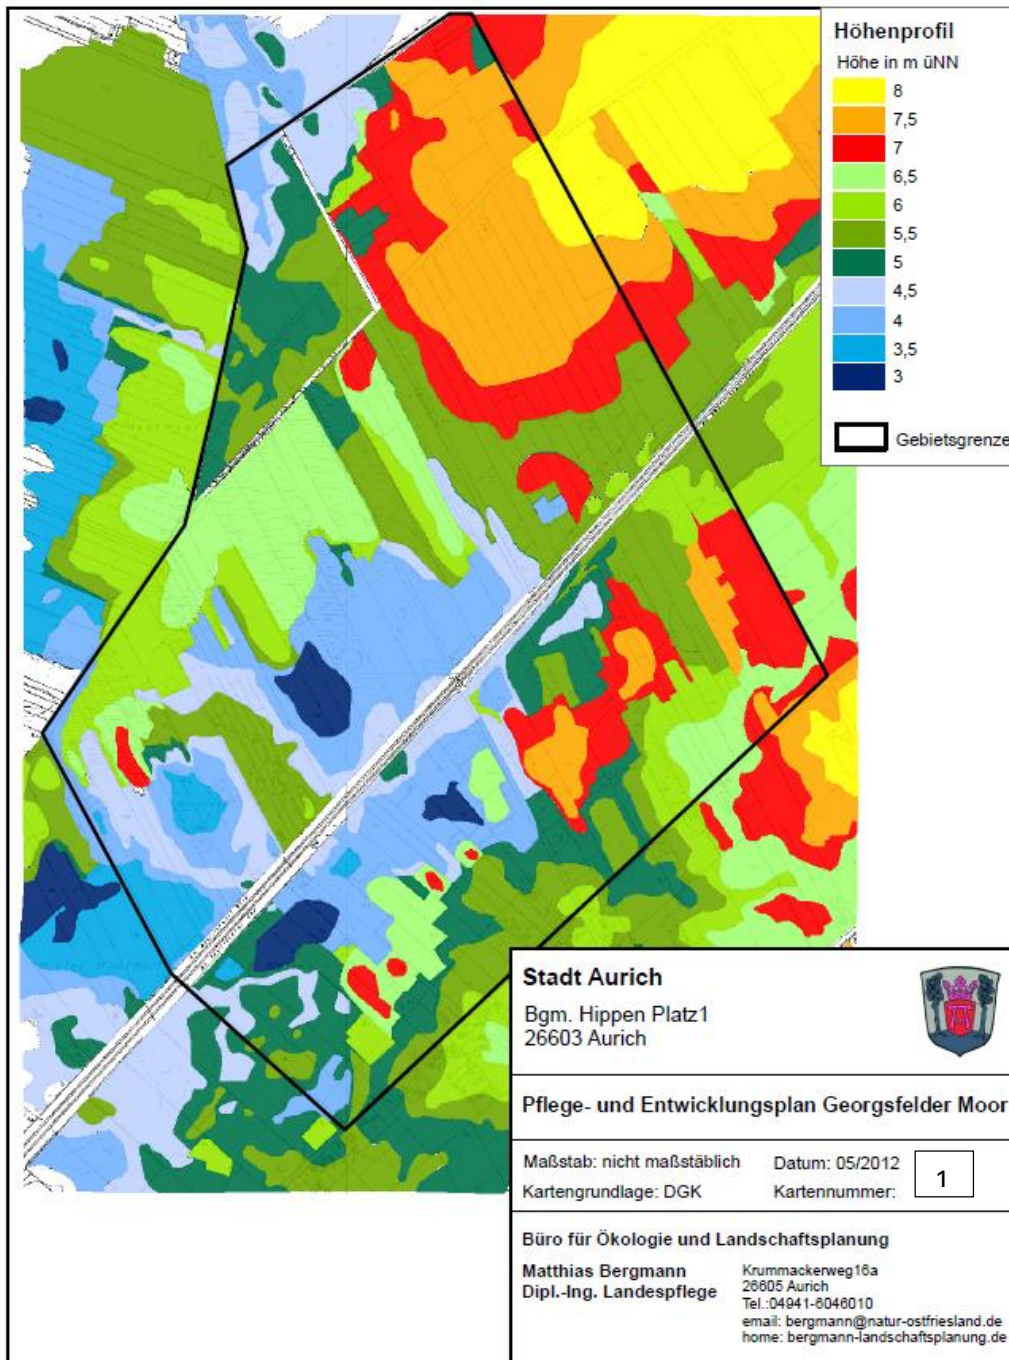 Höhenprofil
Höhe in m üNN
8
7,5
7
6,5
6
5,5
5
4,5
4
3,5
3
Gebietsgrenze
Stadt Aurich
Bgm. Hippen Platz1
26603 Aurich
Pflege- und Entwicklungsplan Georgsfelder Moor
Maßstab: nicht maßstäblich
Datum: 05/2012
Kartengrundlage: DGK
Kartennummer:
1
Büro für Ökologie und Landschaftsplanung
Matthias Bergmann
Dipl.-Ing. Landespflege
Krummackerweg16a
26605 Aurich
Tel.:04941-6046010
email: bergmann@natur-ostfriesland.de
home: bergmann-landschaftsplanung.de